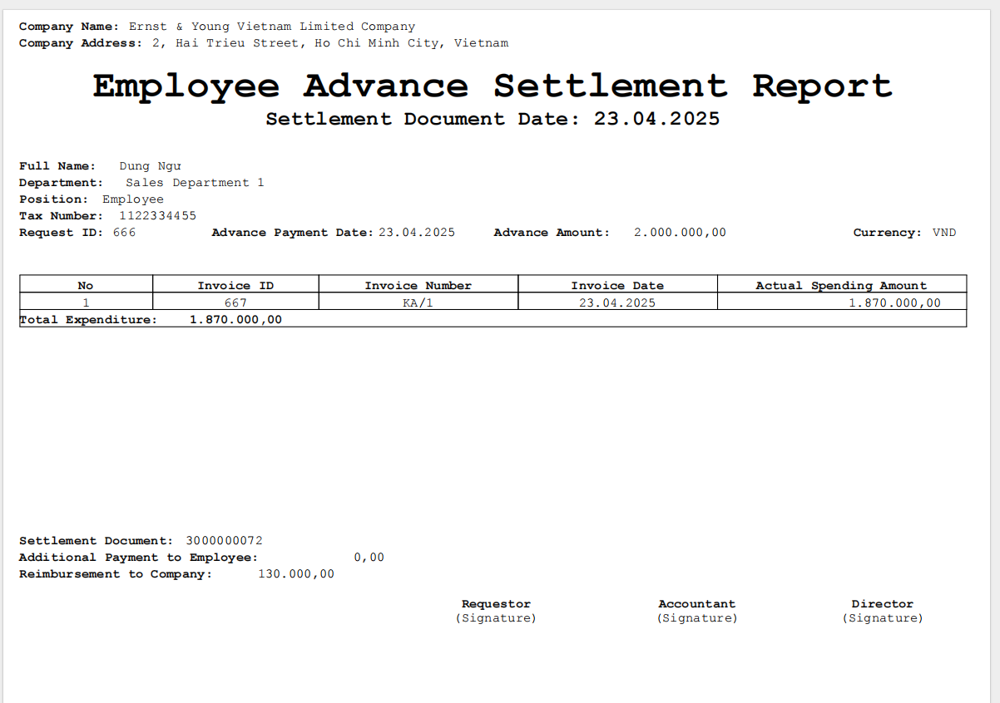 Company Name: Ernst & Young Vietnam Limited Company
Company Address: 2, Hai Trieu Street, Ho Chi Minh City, Vietnam
Employee Advance Settlement Report
Settlement Document Date: 23.04.2025
Full Name: Dung
Department: Sales Department 1
Position: Employee
Tax Number: 1122334455
Request ID: 666 Advance Payment Date: 23.04.2025 Advance Amount: 2.000.000,00 Currency: VND
No Invoice ID Invoice Number Invoice Date Actual Spending Amount
1 667 KA/1 23.04.2025 1.870.000,00
Total Expenditure: 1.870.000,00
Settlement Document: 3000000072
Additional Payment to Employee: 0,00
Reimbursement to Company: 130.000,00
Requestor Accountant Director
(Signature) (Signature) (Signature)